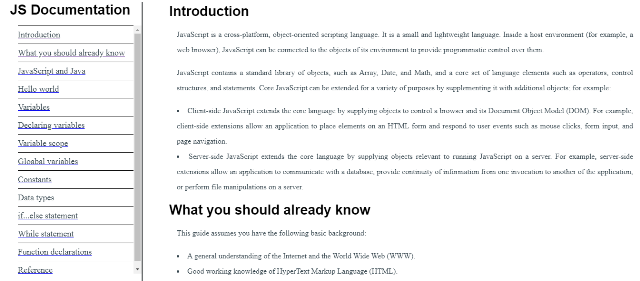 JS Documentation
Introduction
What you should already know
JavaScript and Java
Hello world
Variables
Declaring variables
Variable scope
Gloabal variables
Constants
Data types
if...else statement
While statement
Function declarations
Reference
Introduction
JavaScript is a cross-platform, object-oriented scripting language. It is a small and lightweight language. Inside a host environment (for example, a
web browser), JavaScript can be connected to the objects of its environment to provide programmatic control over them.
JavaScript contains a standard library of objects, such as Array, Date, and Math, and a core set of language elements such as operators, control
structures, and statements. Core JavaScript can be extended for a variety of purposes by supplementing it with additional objects; for example:
• Client-side JavaScript extends the core language by supplying objects to control a browser and its Document Object Model (DOM). For example,
client-side extensions allow an application to place elements on an HTML form and respond to user events such as mouse clicks, form input, and
page navigation.
• Server-side JavaScript extends the core language by supplying objects relevant to running JavaScript on a server. For example, server-side
extensions allow an application to communicate with a database, provide continuity of information from one invocation to another of the application,
or perform file manipulations on a server.
What you should already know
This guide assumes you have the following basic background:
• A general understanding of the Internet and the World Wide Web (WWW).
• Good working knowledge of HyperText Markup Language (HTML).